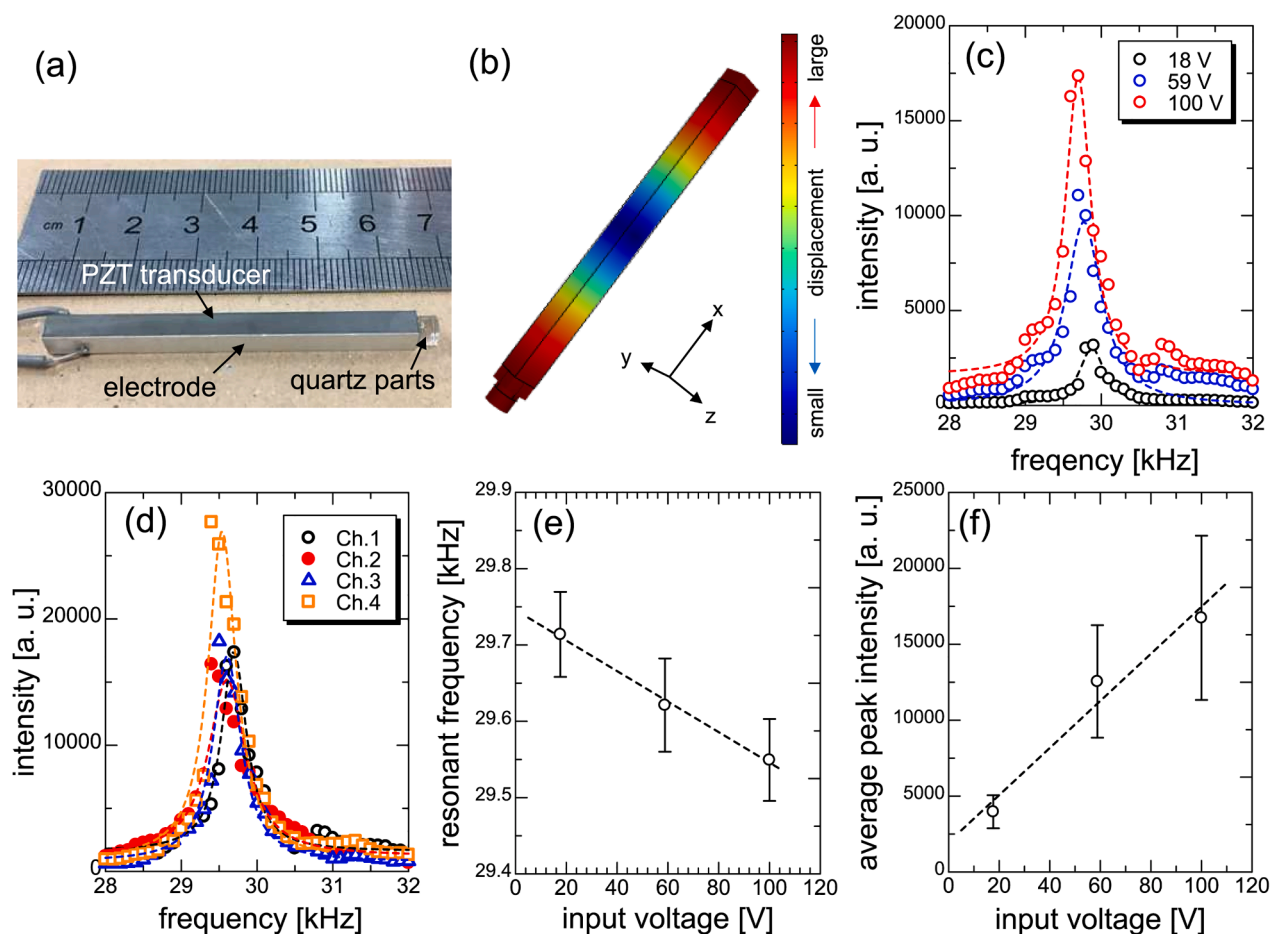 (a)
cm 1 2 3 4 5 6 7
PZT transducer
electrode
quartz parts
(b)
large
displacement
small
x
y
z
(c)
18 V
59 V
100 V
20000
15000
10000
5000
0
28 29 30 31 32
intensity [a. u.]
freqency [kHz]
(d)
Ch.1
Ch.2
Ch.3
Ch.4
30000
20000
10000
0
28 29 30 31 32
intensity [a. u.]
frequency [kHz]
(e)
29.9
29.8
29.7
29.6
29.5
29.4
0 20 40 60 80 100 120
resonant frequency [kHz]
input voltage [V]
(f)
25000
20000
15000
10000
5000
0
0 20 40 60 80 100 120
average peak intensity [a. u.]
input voltage [V]